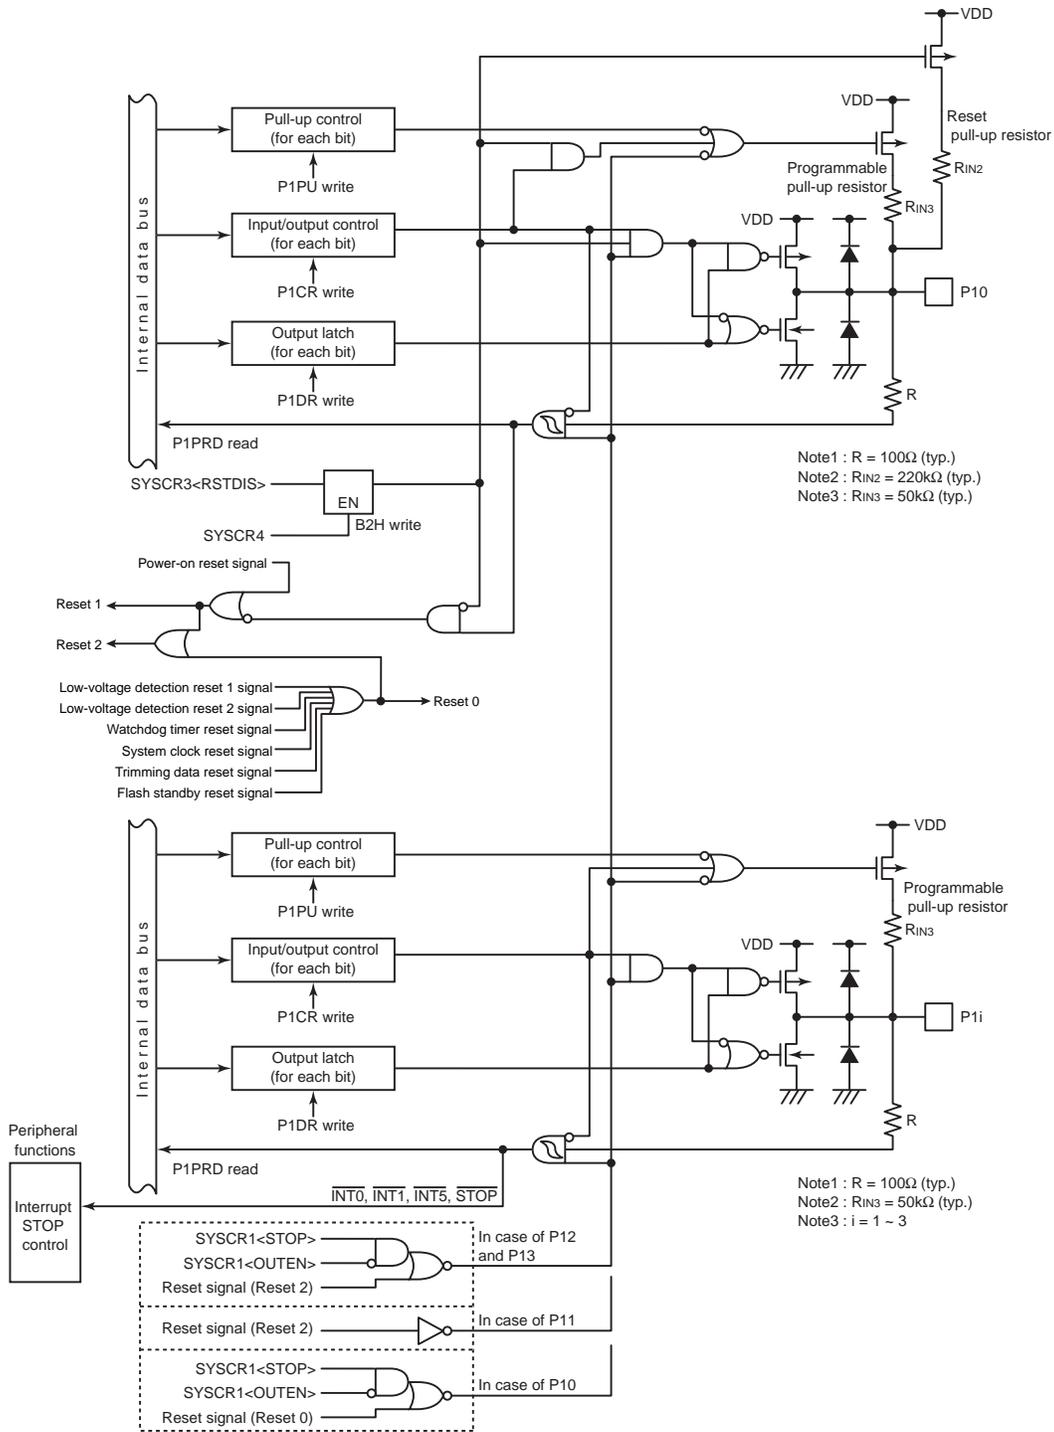 VDD
Reset
pull-up resistor
RIN2
VDD
Programmable
pull-up resistor
RIN3
Internal data bus
Pull-up control
(for each bit)
P1PU write
Input/output control
(for each bit)
P1CR write
VDD
P10
Output latch
(for each bit)
P1DR write
R
P1PRD read
Note1 : R = 100Ω (typ.)
Note2 : RIN2 = 220kΩ (typ.)
Note3 : RIN3 = 50kΩ (typ.)
SYSCR3<RSTDIS>
EN
B2H write
SYSCR4
Power-on reset signal
Reset 1
Reset 2
Low-voltage detection reset 1 signal
Low-voltage detection reset 2 signal
Watchdog timer reset signal
System clock reset signal
Trimming data reset signal
Flash standby reset signal
Reset 0
Internal data bus
Pull-up control
(for each bit)
P1PU write
VDD
Programmable
pull-up resistor
RIN3
Input/output control
(for each bit)
P1CR write
VDD
P1i
Output latch
(for each bit)
P1DR write
R
P1PRD read
Peripheral
functions
Interrupt
STOP
control
INT0, INT1, INT5, STOP
Note1 : R = 100Ω (typ.)
Note2 : RIN3 = 50kΩ (typ.)
Note3 : i = 1 ~ 3
SYSCR1<STOP>
SYSCR1<OUTEN>
Reset signal (Reset 2)
In case of P12
and P13
Reset signal (Reset 2)
In case of P11
SYSCR1<STOP>
SYSCR1<OUTEN>
Reset signal (Reset 0)
In case of P10